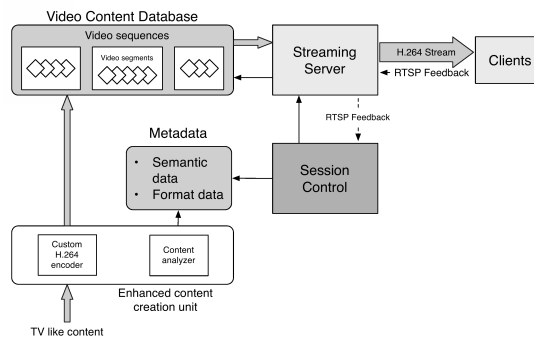 Video Content Database
Video sequences
Video segments
Streaming
Server
H.264 Stream
RTSP Feedback
Clients
RTSP Feedback
Metadata
• Semantic
data
• Format data
Session
Control
Custom
H.264
encoder
Content
analyzer
Enhanced content
creation unit
TV like content